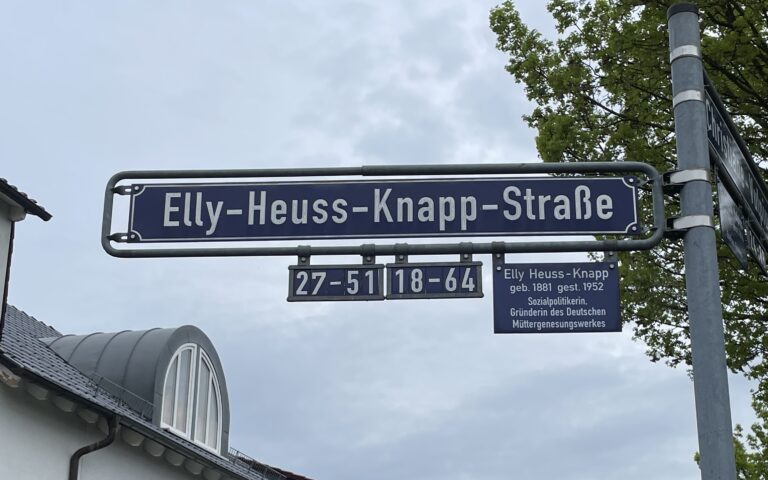 Elly-Heuss-Knapp-Straße
27-51 18-64
Elly Heuss-Knapp
geb. 1881 gest. 1952
Sozialpolitikerin,
Gründerin des Deutschen
Müttergenesungswerkes